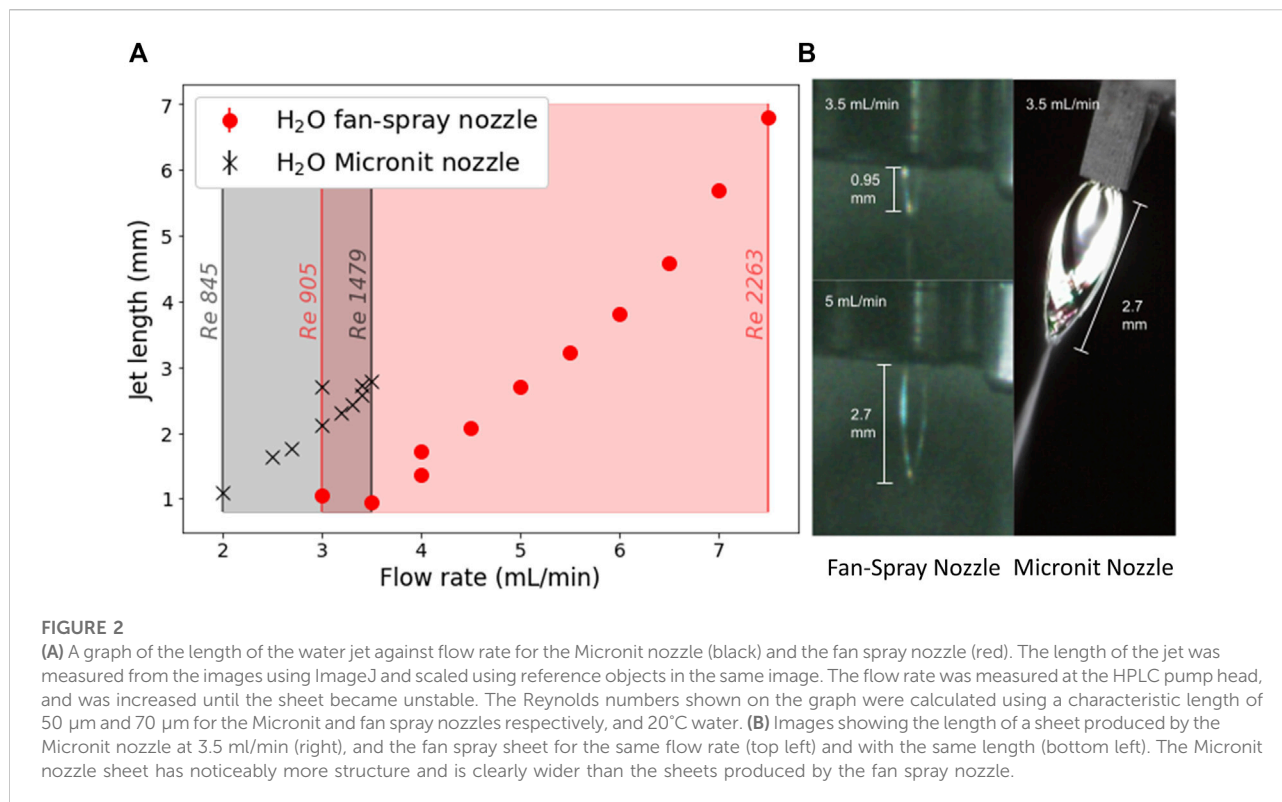 A
B
7
6
5
4
3
2
1
Jet length (mm)
H₂O fan-spray nozzle
H₂O Micronit nozzle
Re 845
Re 905
Re 1479
Re 2263
2 3 4 5 6 7
Flow rate (mL/min)
3.5 mL/min
0.95
mm
5 mL/min
2.7
mm
3.5 mL/min
2.7
mm
Fan-Spray Nozzle Micronit Nozzle
FIGURE 2
(A) A graph of the length of the water jet against flow rate for the Micronit nozzle (black) and the fan spray nozzle (red). The length of the jet was
measured from the images using ImageJ and scaled using reference objects in the same image. The flow rate was measured at the HPLC pump head,
and was increased until the sheet became unstable. The Reynolds numbers shown on the graph were calculated using a characteristic length of
50 µm and 70 µm for the Micronit and fan spray nozzles respectively, and 20°C water. (B) Images showing the length of a sheet produced by the
Micronit nozzle at 3.5 ml/min (right), and the fan spray sheet for the same flow rate (top left) and with the same length (bottom left). The Micronit
nozzle sheet has noticeably more structure and is clearly wider than the sheets produced by the fan spray nozzle.